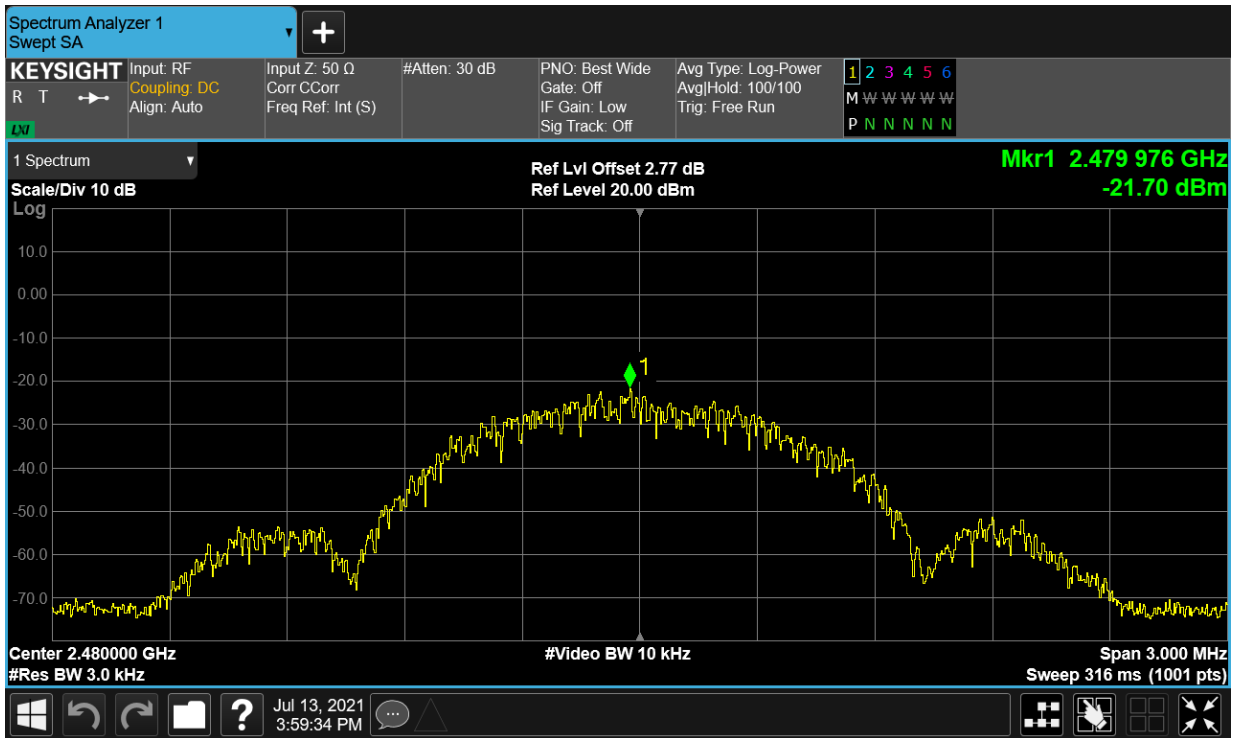 Spectrum Analyzer 1
Swept SA
▼
+
KEYSIGHT
R T
LXI
Input: RF
Coupling: DC
Align: Auto
Input Z: 50 Ω
Corr CCorr
Freq Ref: Int (S)
#Atten: 30 dB
PNO: Best Wide
Gate: Off
IF Gain: Low
Sig Track: Off
Avg Type: Log-Power
Avg|Hold: 100/100
Trig: Free Run
1 2 3 4 5 6
M W W W W W
P N N N N N
1 Spectrum ▼
Scale/Div 10 dB
Log
Ref Lvl Offset 2.77 dB
Ref Level 20.00 dBm
Mkr1 2.479 976 GHz
-21.70 dBm
10.0
0.00
-10.0
1
-20.0
-30.0
-40.0
-50.0
-60.0
-70.0
Center 2.480000 GHz
#Video BW 10 kHz
Span 3.000 MHz
#Res BW 3.0 kHz
Sweep 316 ms (1001 pts)
?
Jul 13, 2021
3:59:34 PM